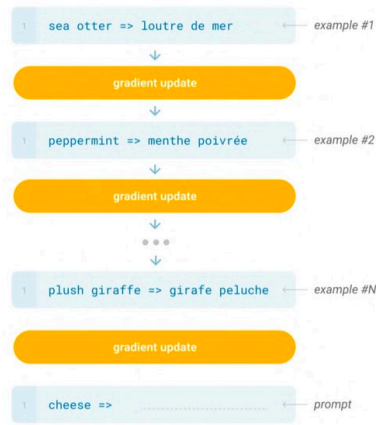 1 sea otter => loutre de mer example #1
gradient update
1 peppermint => menthe poivrée example #2
gradient update
1 plush giraffe => girafe peluche example #N
gradient update
1 cheese => prompt